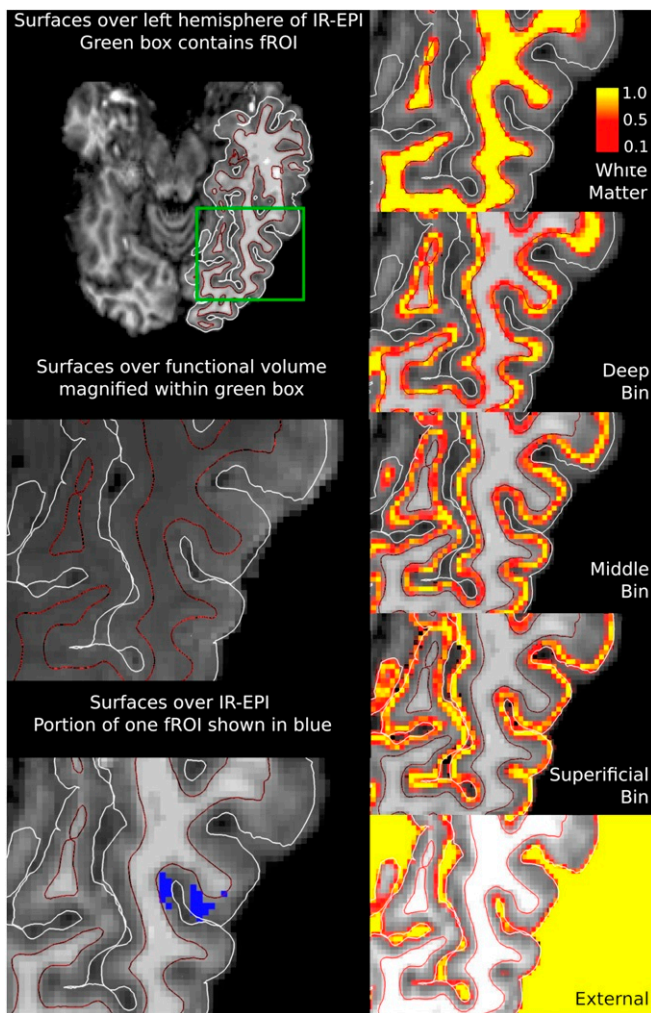 Surfaces over left hemisphere of IR-EPI
Green box contains fROI
Surfaces over functional volume
magnified within green box
Surfaces over IR-EPI
Portion of one fROI shown in blue
1.0
0.5
0.1
White
Matter
Deep
Bin
Middle
Bin
Superificial
Bin
External